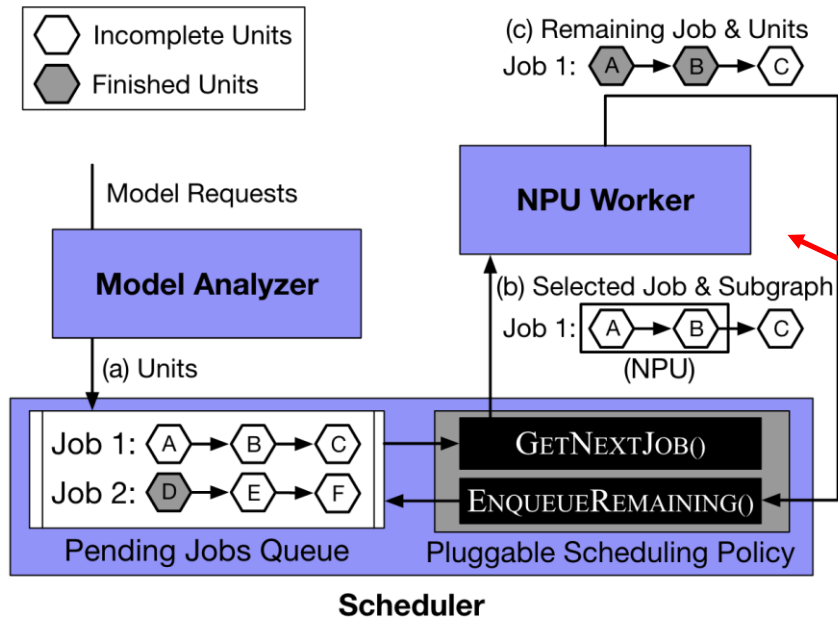 Incomplete Units
Finished Units
(c) Remaining Job & Units
Job 1: A B C
Model Requests
NPU Worker
Model Analyzer
(b) Selected Job & Subgraph
Job 1: A B C
(NPU)
(a) Units
Job 1: A B C
Job 2: D E F
GETNEXTJOB()
ENQUEUEREMAINING()
Pending Jobs Queue
Pluggable Scheduling Policy
Scheduler